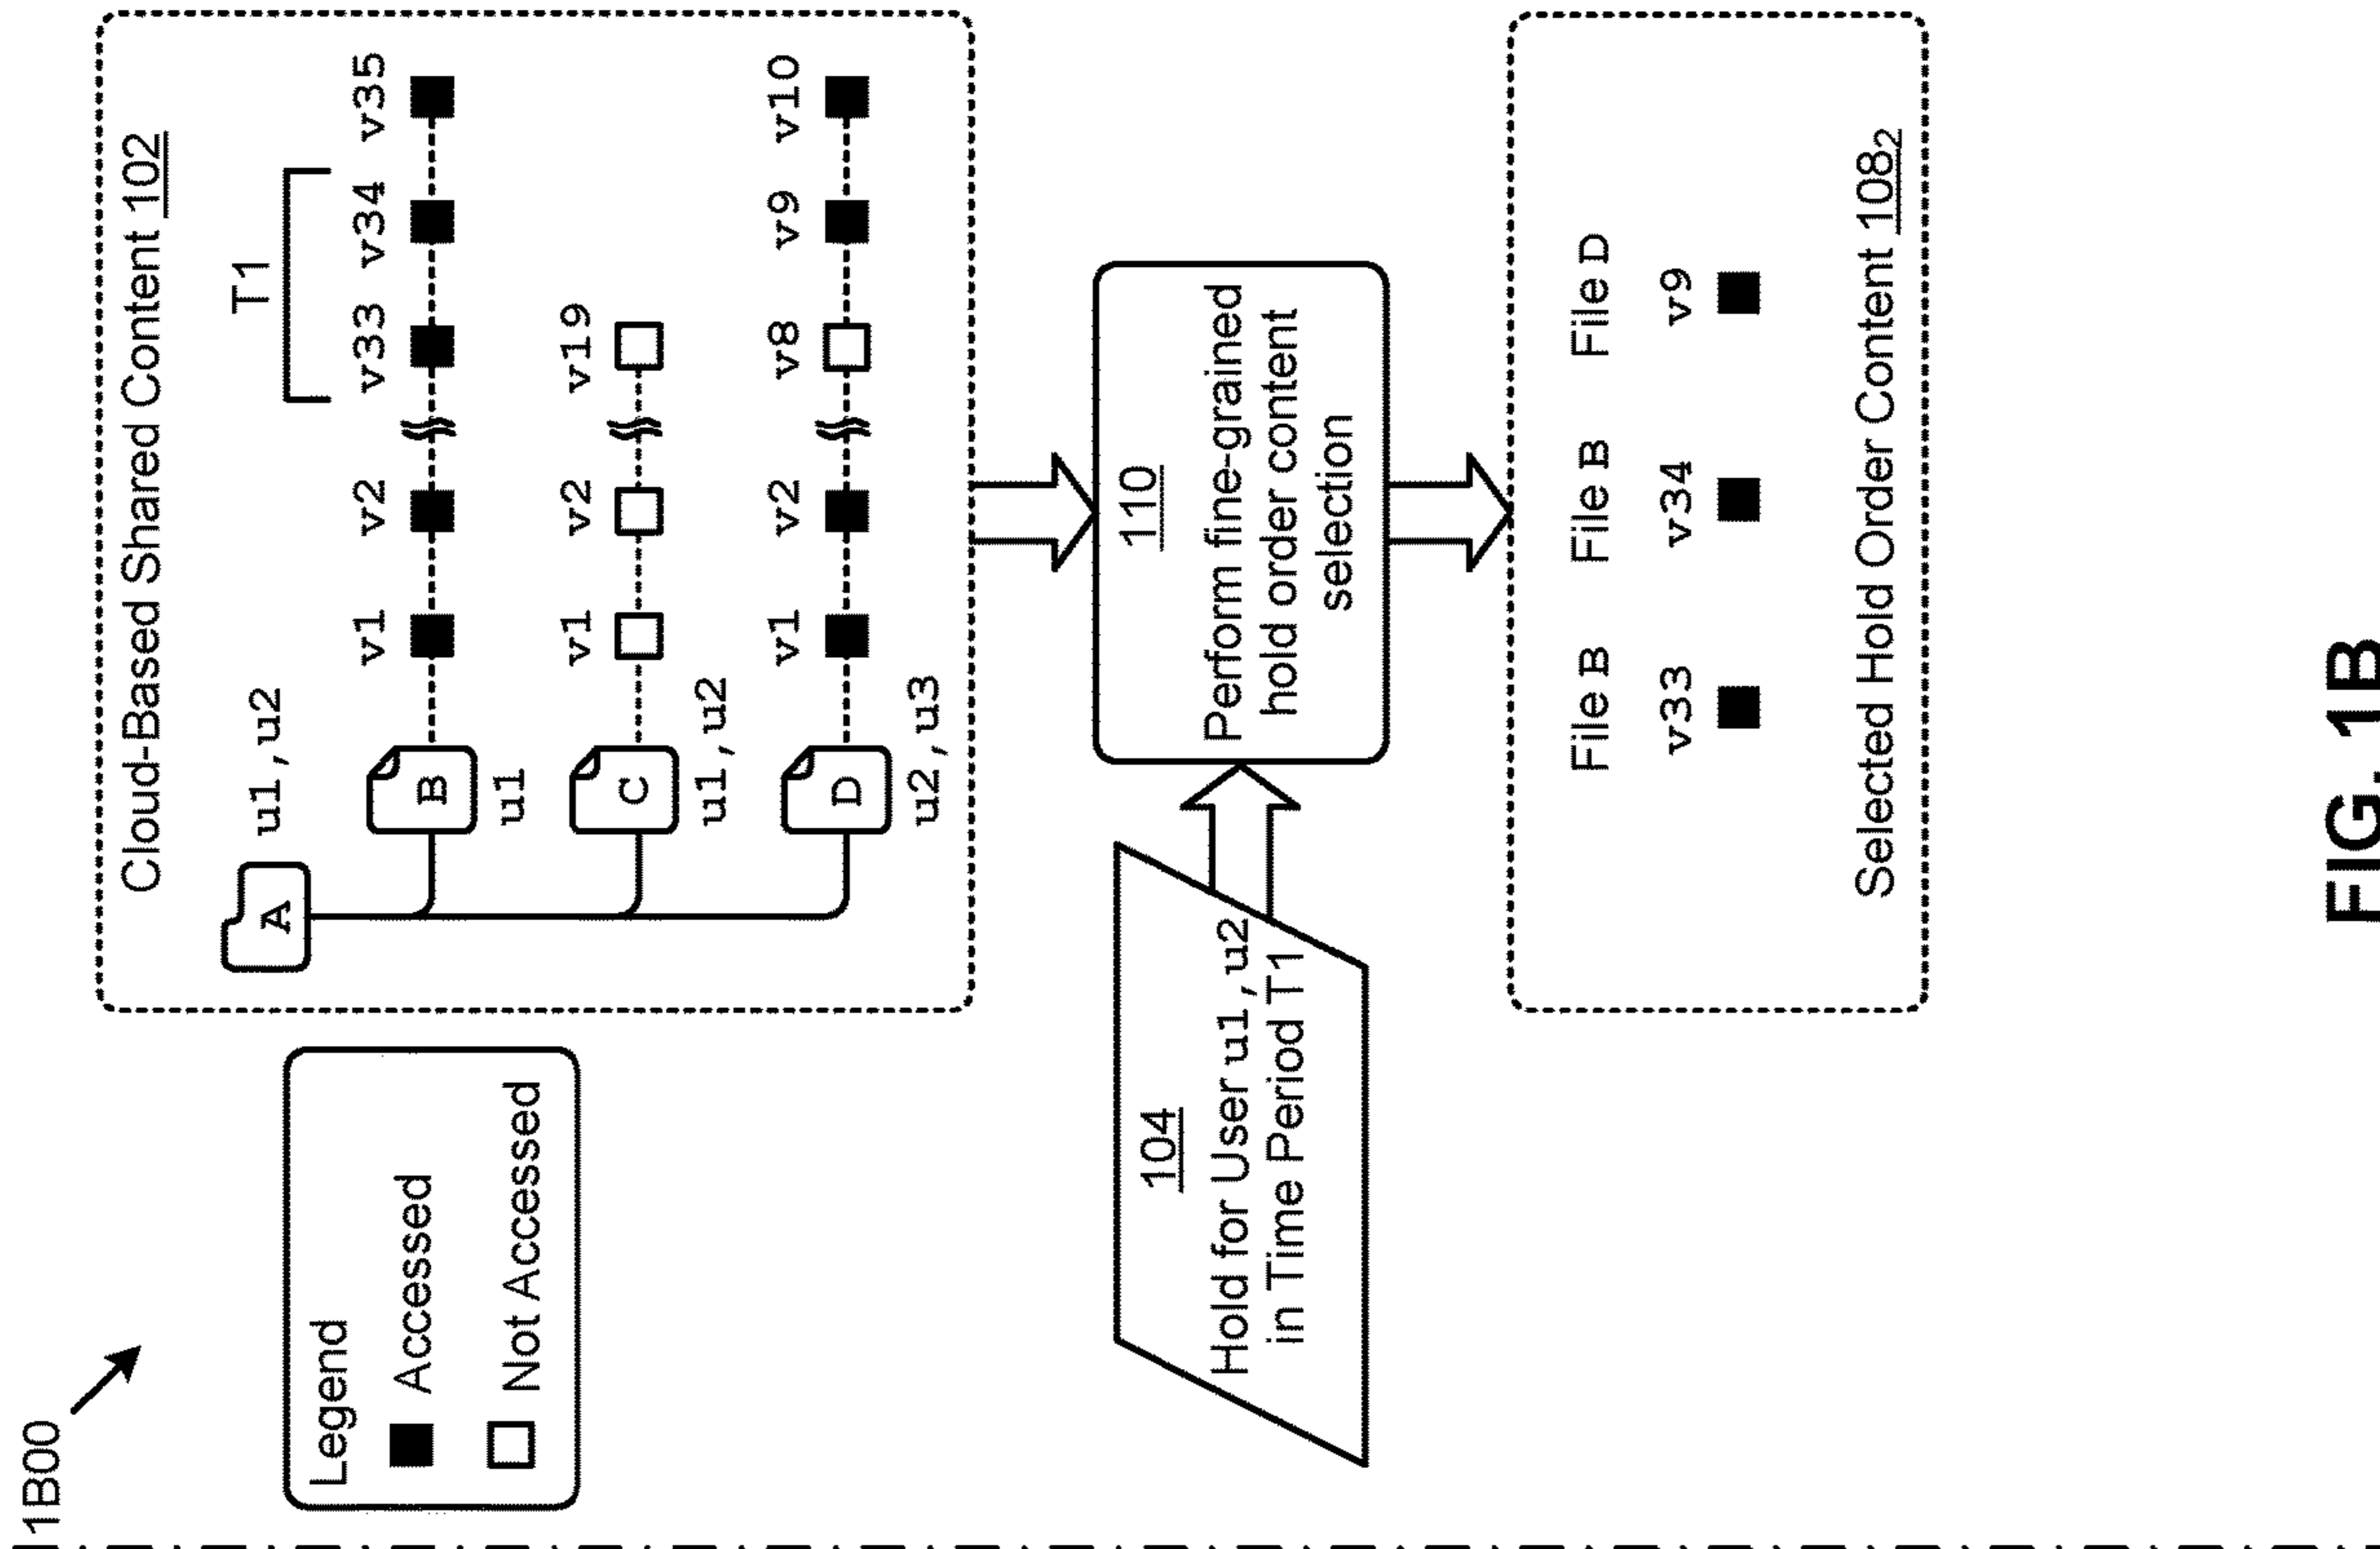 1B00
Legend
Accessed
Not Accessed
Cloud-Based Shared Content 102
A
u1,u2
T1
B
u1
v1
v2
v33
v34
v35
C
u1,u2
v1
v2
v19
D
u2,u3
v1
v2
v8
v9
v10
104
Hold for User u1,u2
in Time Period T1
110
Perform fine-grained
hold order content
selection
File B
File B
File D
v33
v34
v9
Selected Hold Order Content 108₂
FIG. 1B